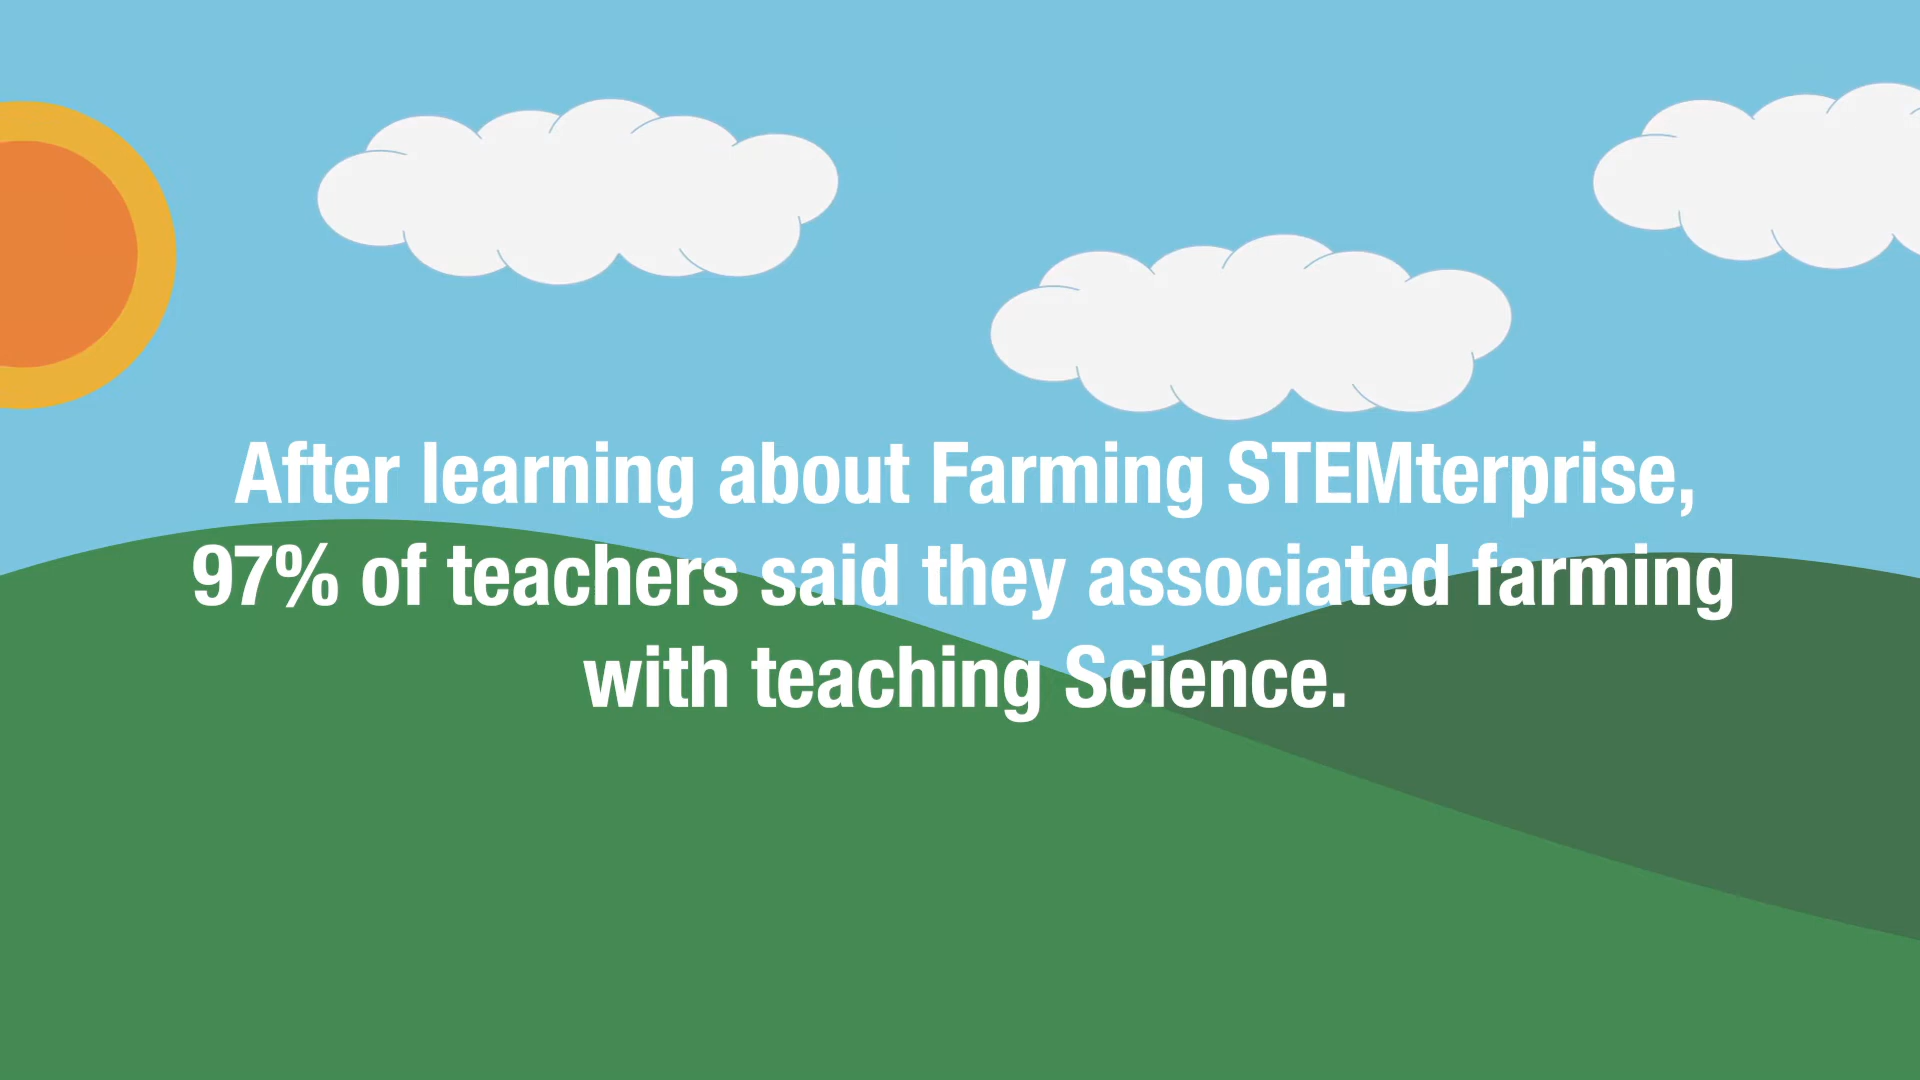 After learning about Farming STEMterprise,
97% of teachers said they associated farming
with teaching Science.